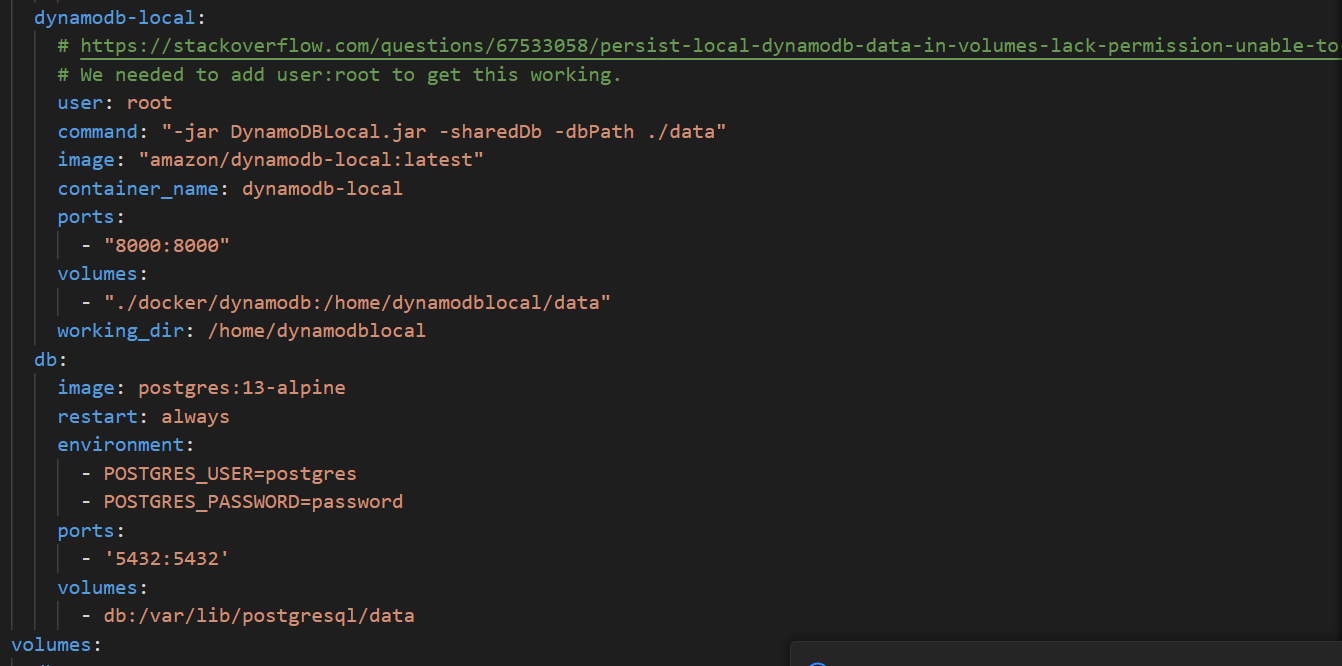 dynamodb-local:
# https://stackoverflow.com/questions/67533058/persist-local-dynamodb-data-in-volumes-lack-permission-unable-to
# We needed to add user:root to get this working.
user: root
command: "-jar DynamoDBLocal.jar -sharedDb -dbPath ./data"
image: "amazon/dynamodb-local:latest"
container_name: dynamodb-local
ports:
- "8000:8000"
volumes:
- "./docker/dynamodb:/home/dynamodblocal/data"
working_dir: /home/dynamodblocal
db:
image: postgres:13-alpine
restart: always
environment:
- POSTGRES_USER=postgres
- POSTGRES_PASSWORD=password
ports:
- '5432:5432'
volumes:
- db:/var/lib/postgresql/data
volumes: